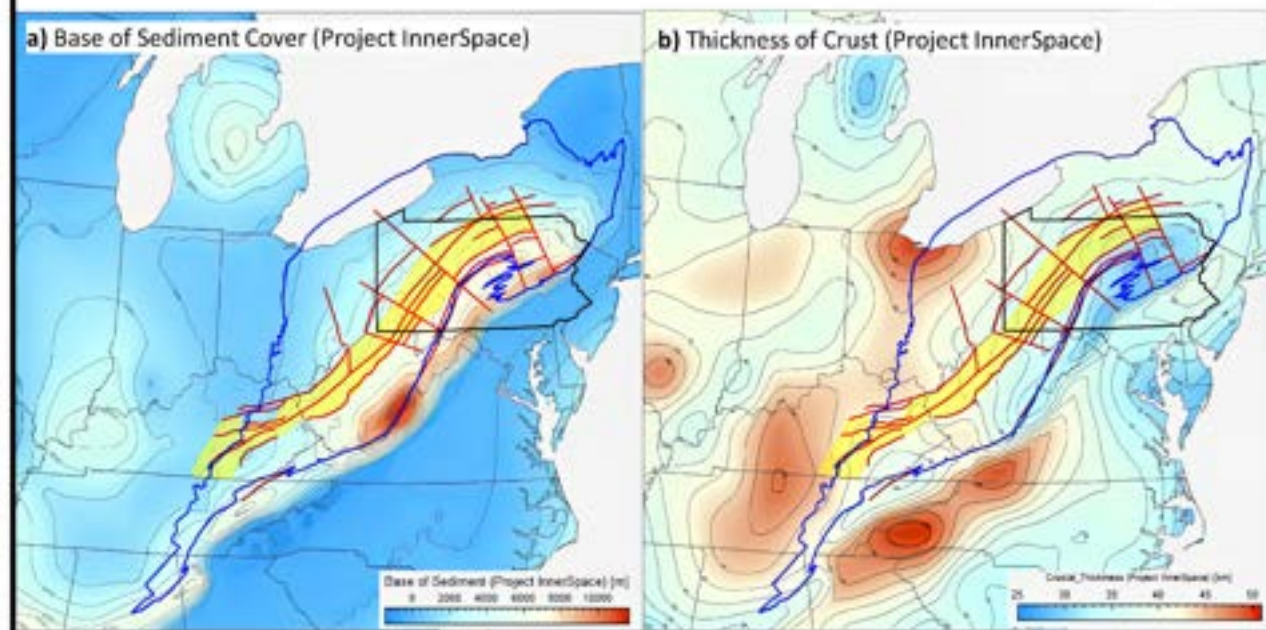 a) Base of Sediment Cover (Project InnerSpace)
b) Thickness of Crust (Project InnerSpace)
Base of Sediment (Project InnerSpace) [m]
0 2000 4000 6000 8000 10000
Crustal_Thickness (Project InnerSpace) [km]
25 30 35 40 45 50